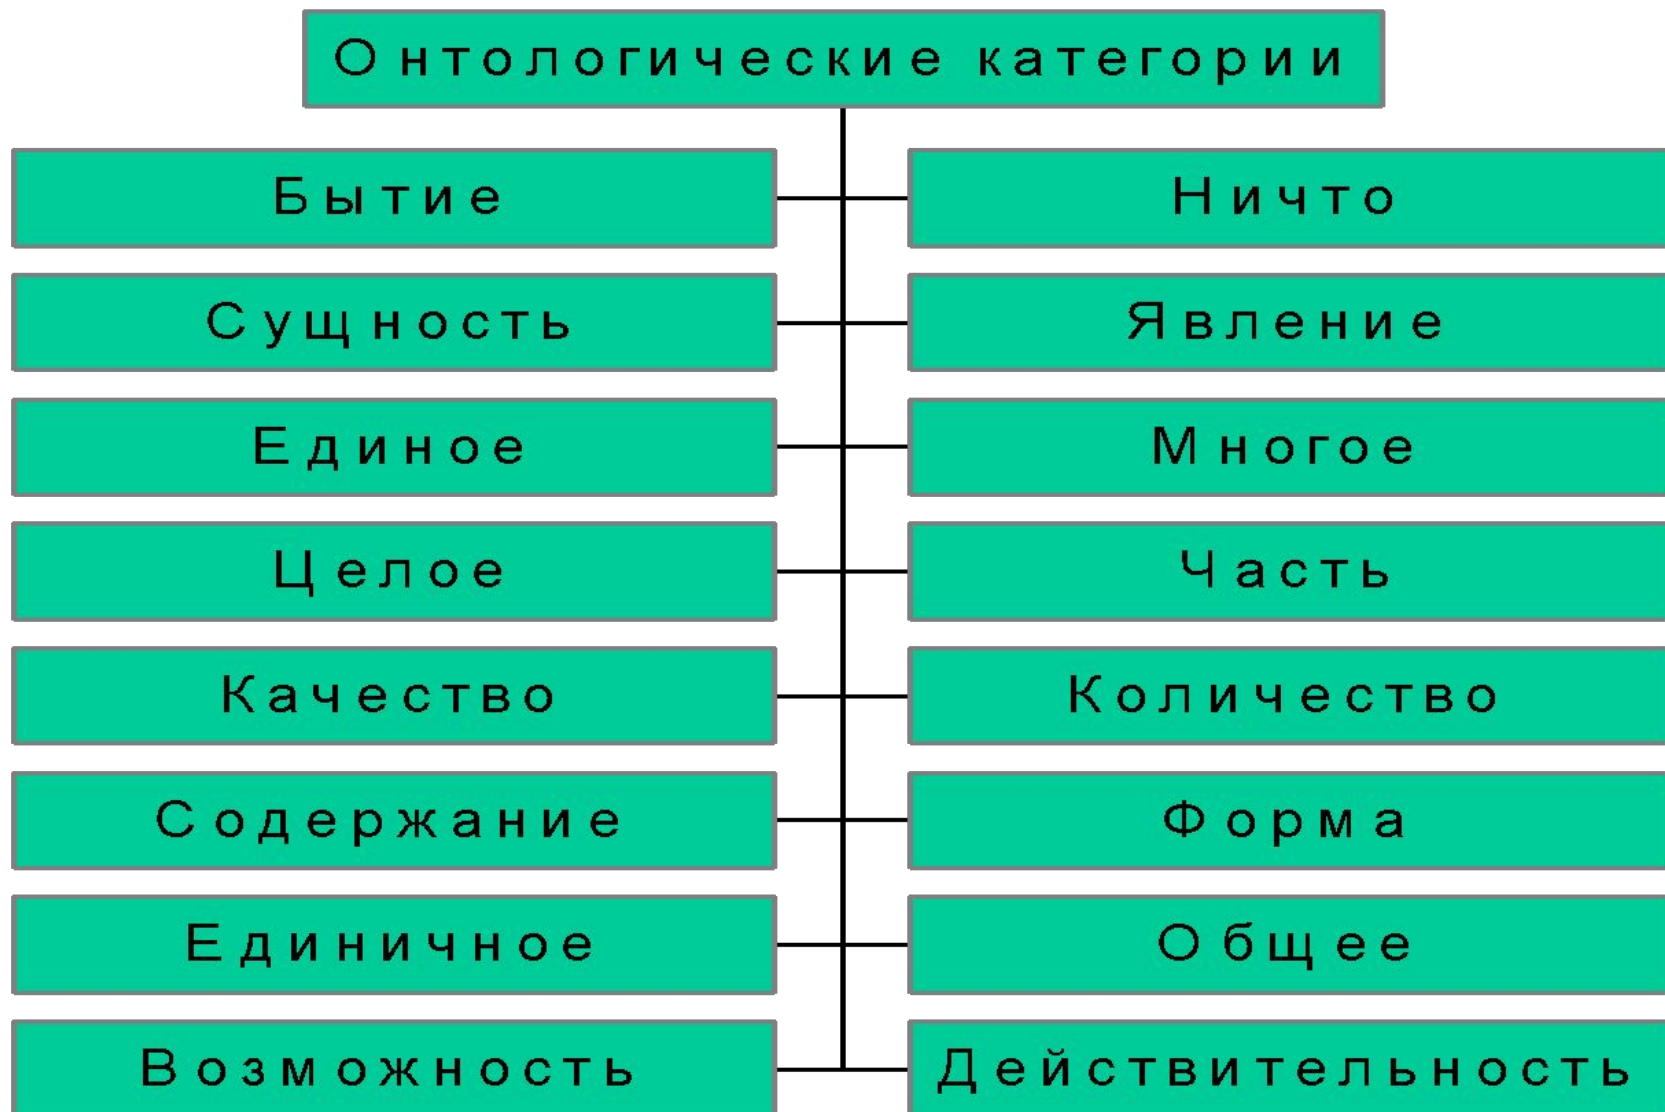 Онтологические категории
Бытие
Ничто
Сущность
Явление
Единое
Многое
Целое
Часть
Качество
Количество
Содержание
Форма
Единичное
Общее
Возможность
Действительность